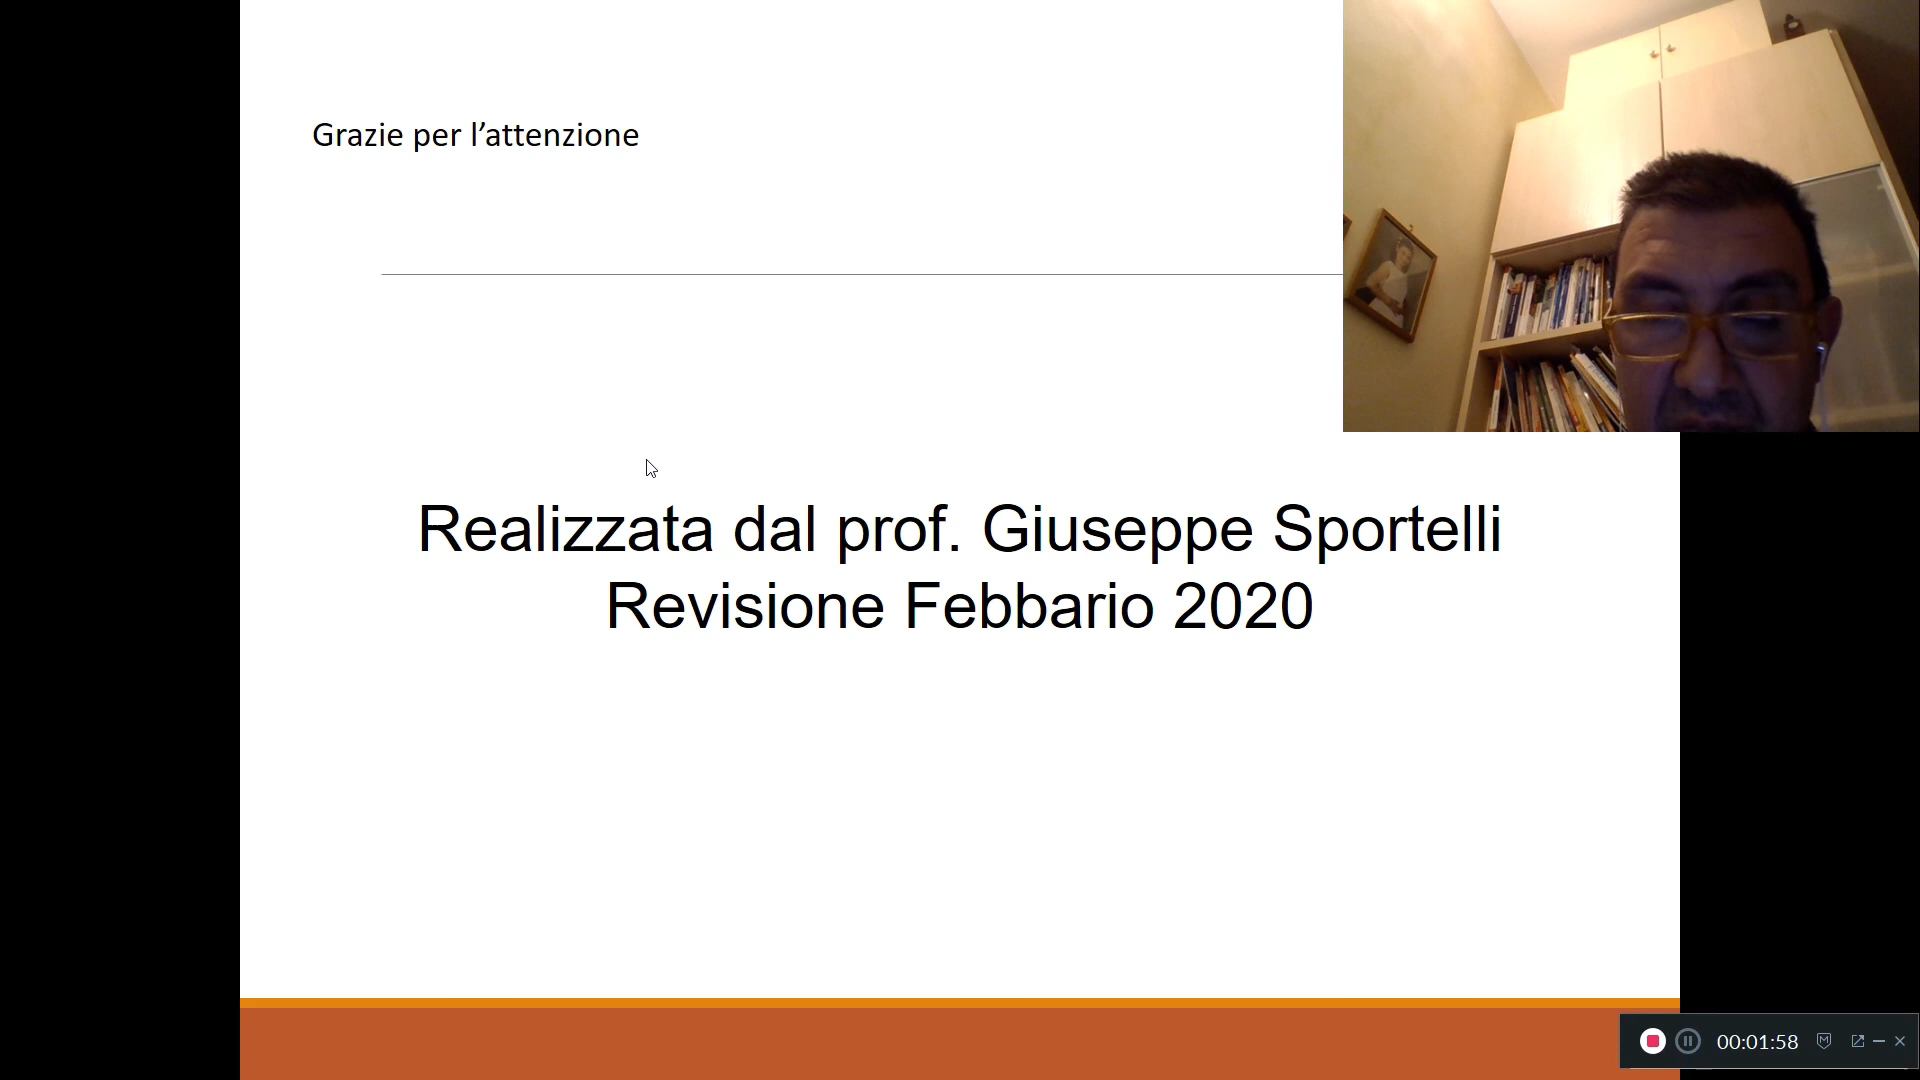 Grazie per l’attenzione
Realizzata dal prof. Giuseppe Sportelli
Revisione Febbario 2020
00:01:58